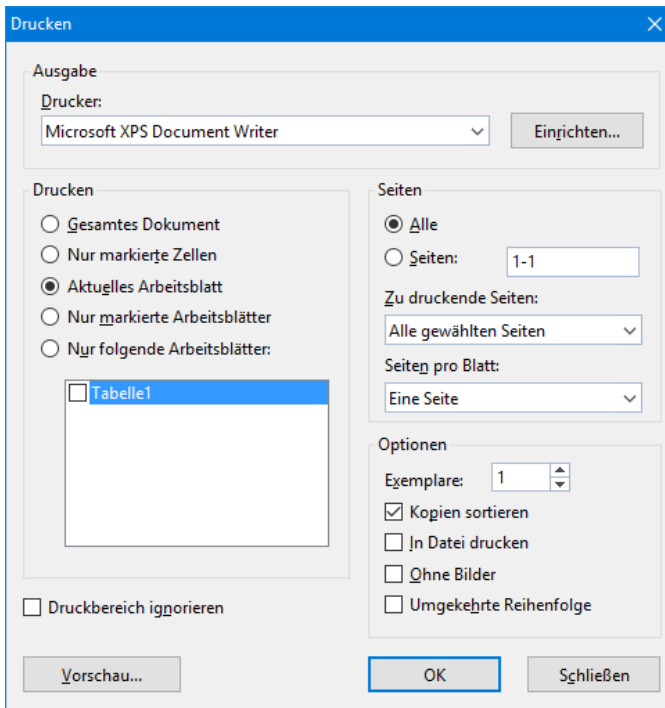 Drucken
Ausgabe
Drucker:
Microsoft XPS Document Writer
Einrichten...
Drucken
Gesamtes Dokument
Nur markierte Zellen
Aktuelles Arbeitsblatt
Nur markierte Arbeitsblätter
Nur folgende Arbeitsblätter:
Tabelle1
Druckbereich ignorieren
Seiten
Alle
Seiten: 1-1
Zu druckende Seiten:
Alle gewählten Seiten
Seiten pro Blatt:
Eine Seite
Optionen
Exemplare: 1
Kopien sortieren
In Datei drucken
Ohne Bilder
Umgekehrte Reihenfolge
Vorschau...
OK
Schließen